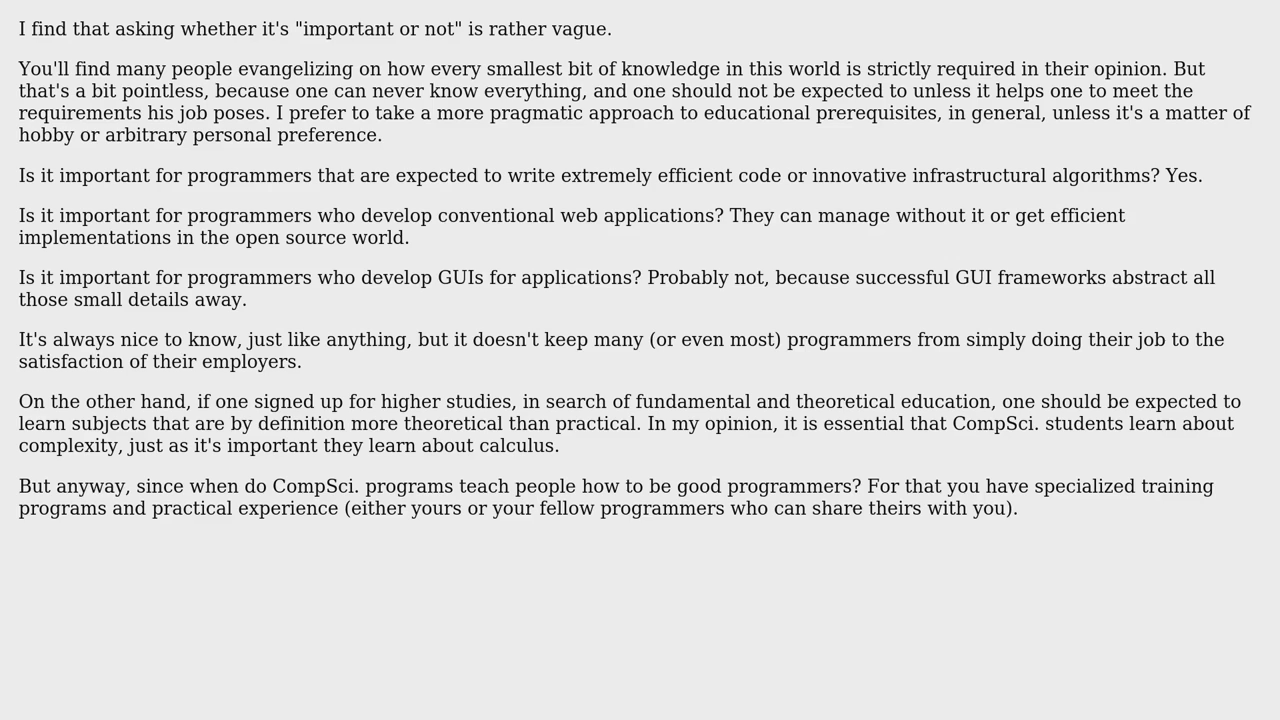 I find that asking whether it's "important or not" is rather vague.
You'll find many people evangelizing on how every smallest bit of knowledge in this world is strictly required in their opinion. But
that's a bit pointless, because one can never know everything, and one should not be expected to unless it helps one to meet the
requirements his job poses. I prefer to take a more pragmatic approach to educational prerequisites, in general, unless it's a matter of
hobby or arbitrary personal preference.
Is it important for programmers that are expected to write extremely efficient code or innovative infrastructural algorithms? Yes.
Is it important for programmers who develop conventional web applications? They can manage without it or get efficient
implementations in the open source world.
Is it important for programmers who develop GUIs for applications? Probably not, because successful GUI frameworks abstract all
those small details away.
It's always nice to know, just like anything, but it doesn't keep many (or even most) programmers from simply doing their job to the
satisfaction of their employers.
On the other hand, if one signed up for higher studies, in search of fundamental and theoretical education, one should be expected to
learn subjects that are by definition more theoretical than practical. In my opinion, it is essential that CompSci. students learn about
complexity, just as it's important they learn about calculus.
But anyway, since when do CompSci. programs teach people how to be good programmers? For that you have specialized training
programs and practical experience (either yours or your fellow programmers who can share theirs with you).